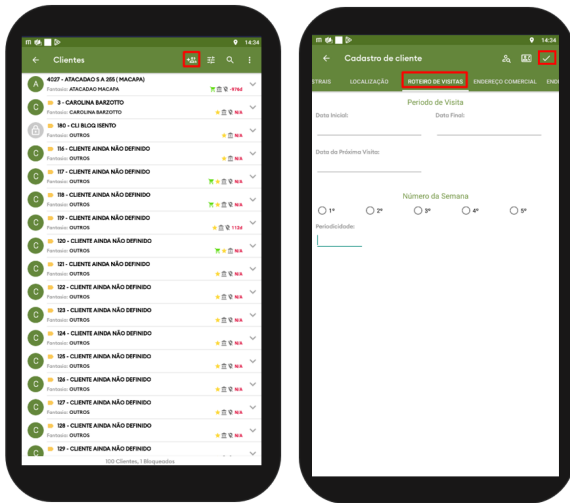 14:34
Clientes
A
4027 - ATACADAO S A 255 ( MACAPA)
Fantasia: ATACADAO MACAPA
-976d
C
3 - CAROLINA BARZOTTO
Fantasia: CAROLINA BARZOTTO
N/A
180 - CLI BLOQ ISENTO
Fantasia: OUTROS
N/A
C
116 - CLIENTE AINDA NÃO DEFINIDO
Fantasia: OUTROS
N/A
C
117 - CLIENTE AINDA NÃO DEFINIDO
Fantasia: OUTROS
N/A
C
118 - CLIENTE AINDA NÃO DEFINIDO
Fantasia: OUTROS
N/A
C
119 - CLIENTE AINDA NÃO DEFINIDO
Fantasia: OUTROS
113d
C
120 - CLIENTE AINDA NÃO DEFINIDO
Fantasia: OUTROS
N/A
C
121 - CLIENTE AINDA NÃO DEFINIDO
Fantasia: OUTROS
N/A
C
122 - CLIENTE AINDA NÃO DEFINIDO
Fantasia: OUTROS
N/A
C
123 - CLIENTE AINDA NÃO DEFINIDO
Fantasia: OUTROS
N/A
C
124 - CLIENTE AINDA NÃO DEFINIDO
Fantasia: OUTROS
N/A
C
125 - CLIENTE AINDA NÃO DEFINIDO
Fantasia: OUTROS
N/A
C
126 - CLIENTE AINDA NÃO DEFINIDO
Fantasia: OUTROS
N/A
C
127 - CLIENTE AINDA NÃO DEFINIDO
Fantasia: OUTROS
N/A
C
128 - CLIENTE AINDA NÃO DEFINIDO
Fantasia: OUTROS
N/A
C
129 - CLIENTE AINDA NÃO DEFINIDO
100 Clientes, 1 Bloqueados
14:34
Cadastro de cliente
STRAIS LOCALIZAÇÃO ROTEIRO DE VISITAS ENDEREÇO COMERCIAL ENDE
Período de Visita
Data Inicial: Data Final:
Data da Próxima Visita:
Número da Semana
1º 2º 3º 4º 5º
Periodicidade: